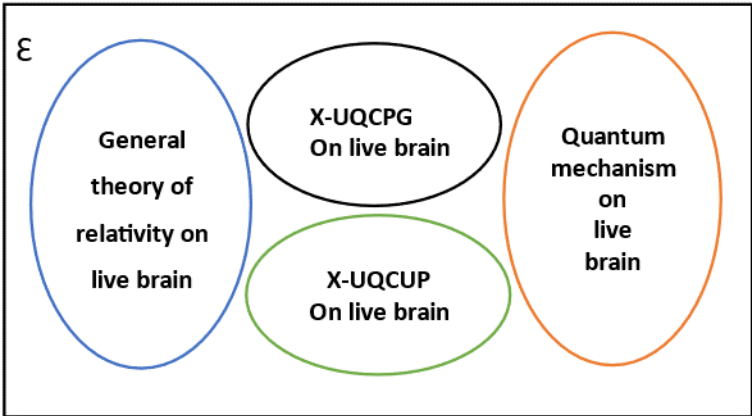 Ɛ
General
theory of
relativity on
live brain
X-UQCPG
On live brain
X-UQCUP
On live brain
Quantum
mechanism
on
live
brain